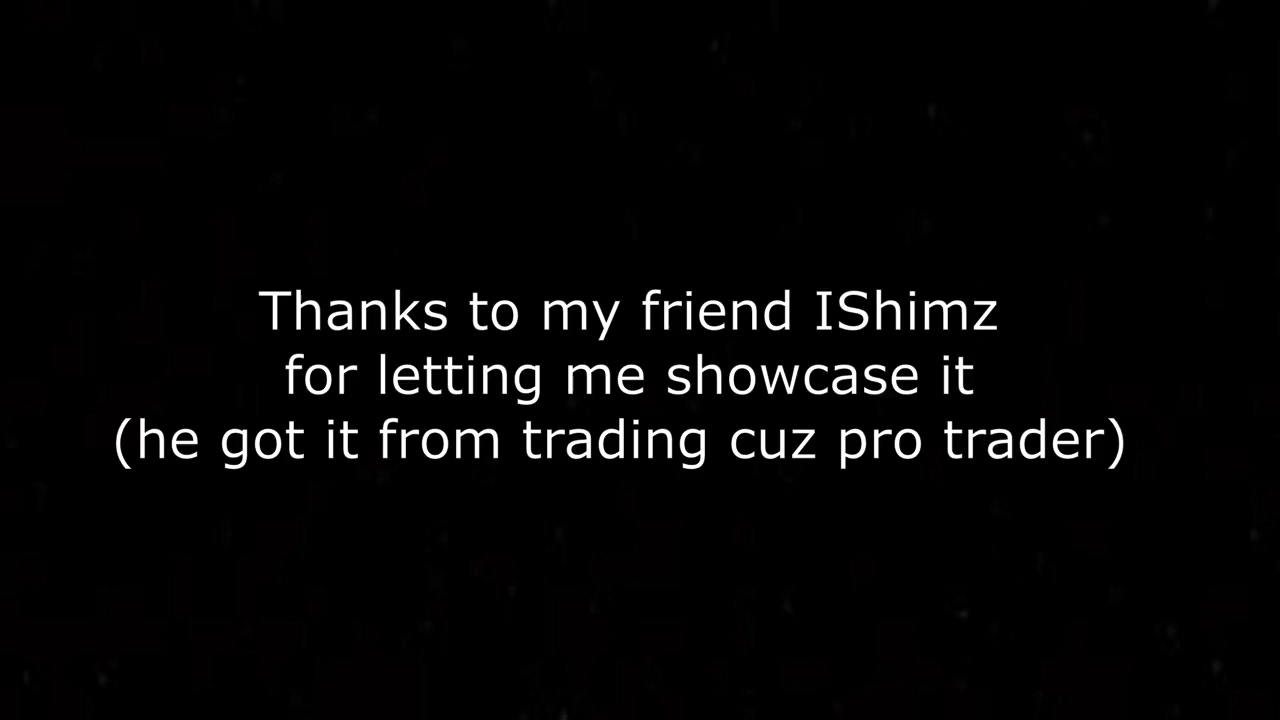 Thanks to my friend IShimz
for letting me showcase it
(he got it from trading cuz pro trader)